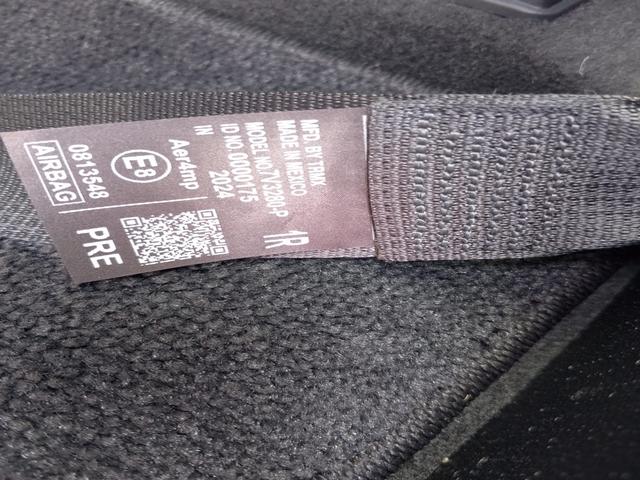 MFD. BY TRMX
MADE IN MEXICO
MODEL NO.7V3280-P
ID NO. 0000175
IN 2024
1R
Aer4mp
E8
0813548
AIRBAG
PRE